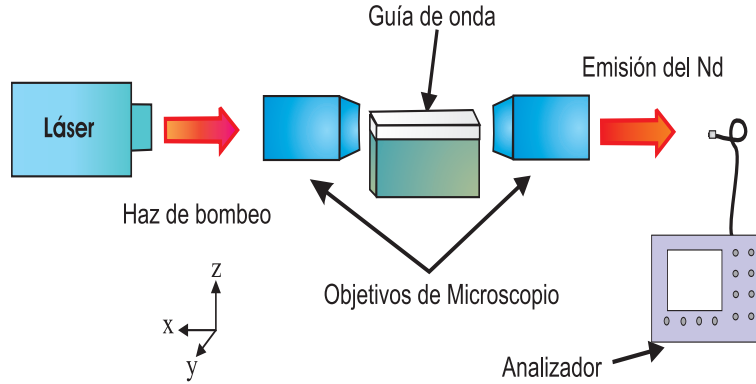 Guía de onda
Emisión del Nd
Láser
Haz de bombeo
Objetivos de Microscopio
z
x
y
Analizador